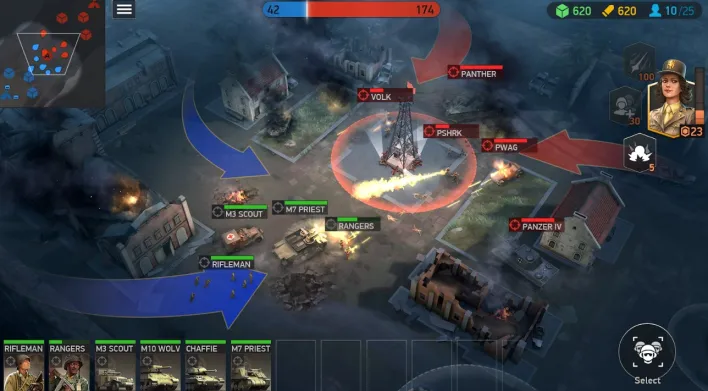 42
174
620
620
10/25
PANTHER
VOLK
100
PSHRK
30
23
PWAG
5
M3 SCOUT
M7 PRIEST
RANGERS
PANZER IV
RIFLEMAN
RIFLEMAN
RANGERS
M3 SCOUT
M10 WOLV
CHAFFIE
M7 PRIEST
Select